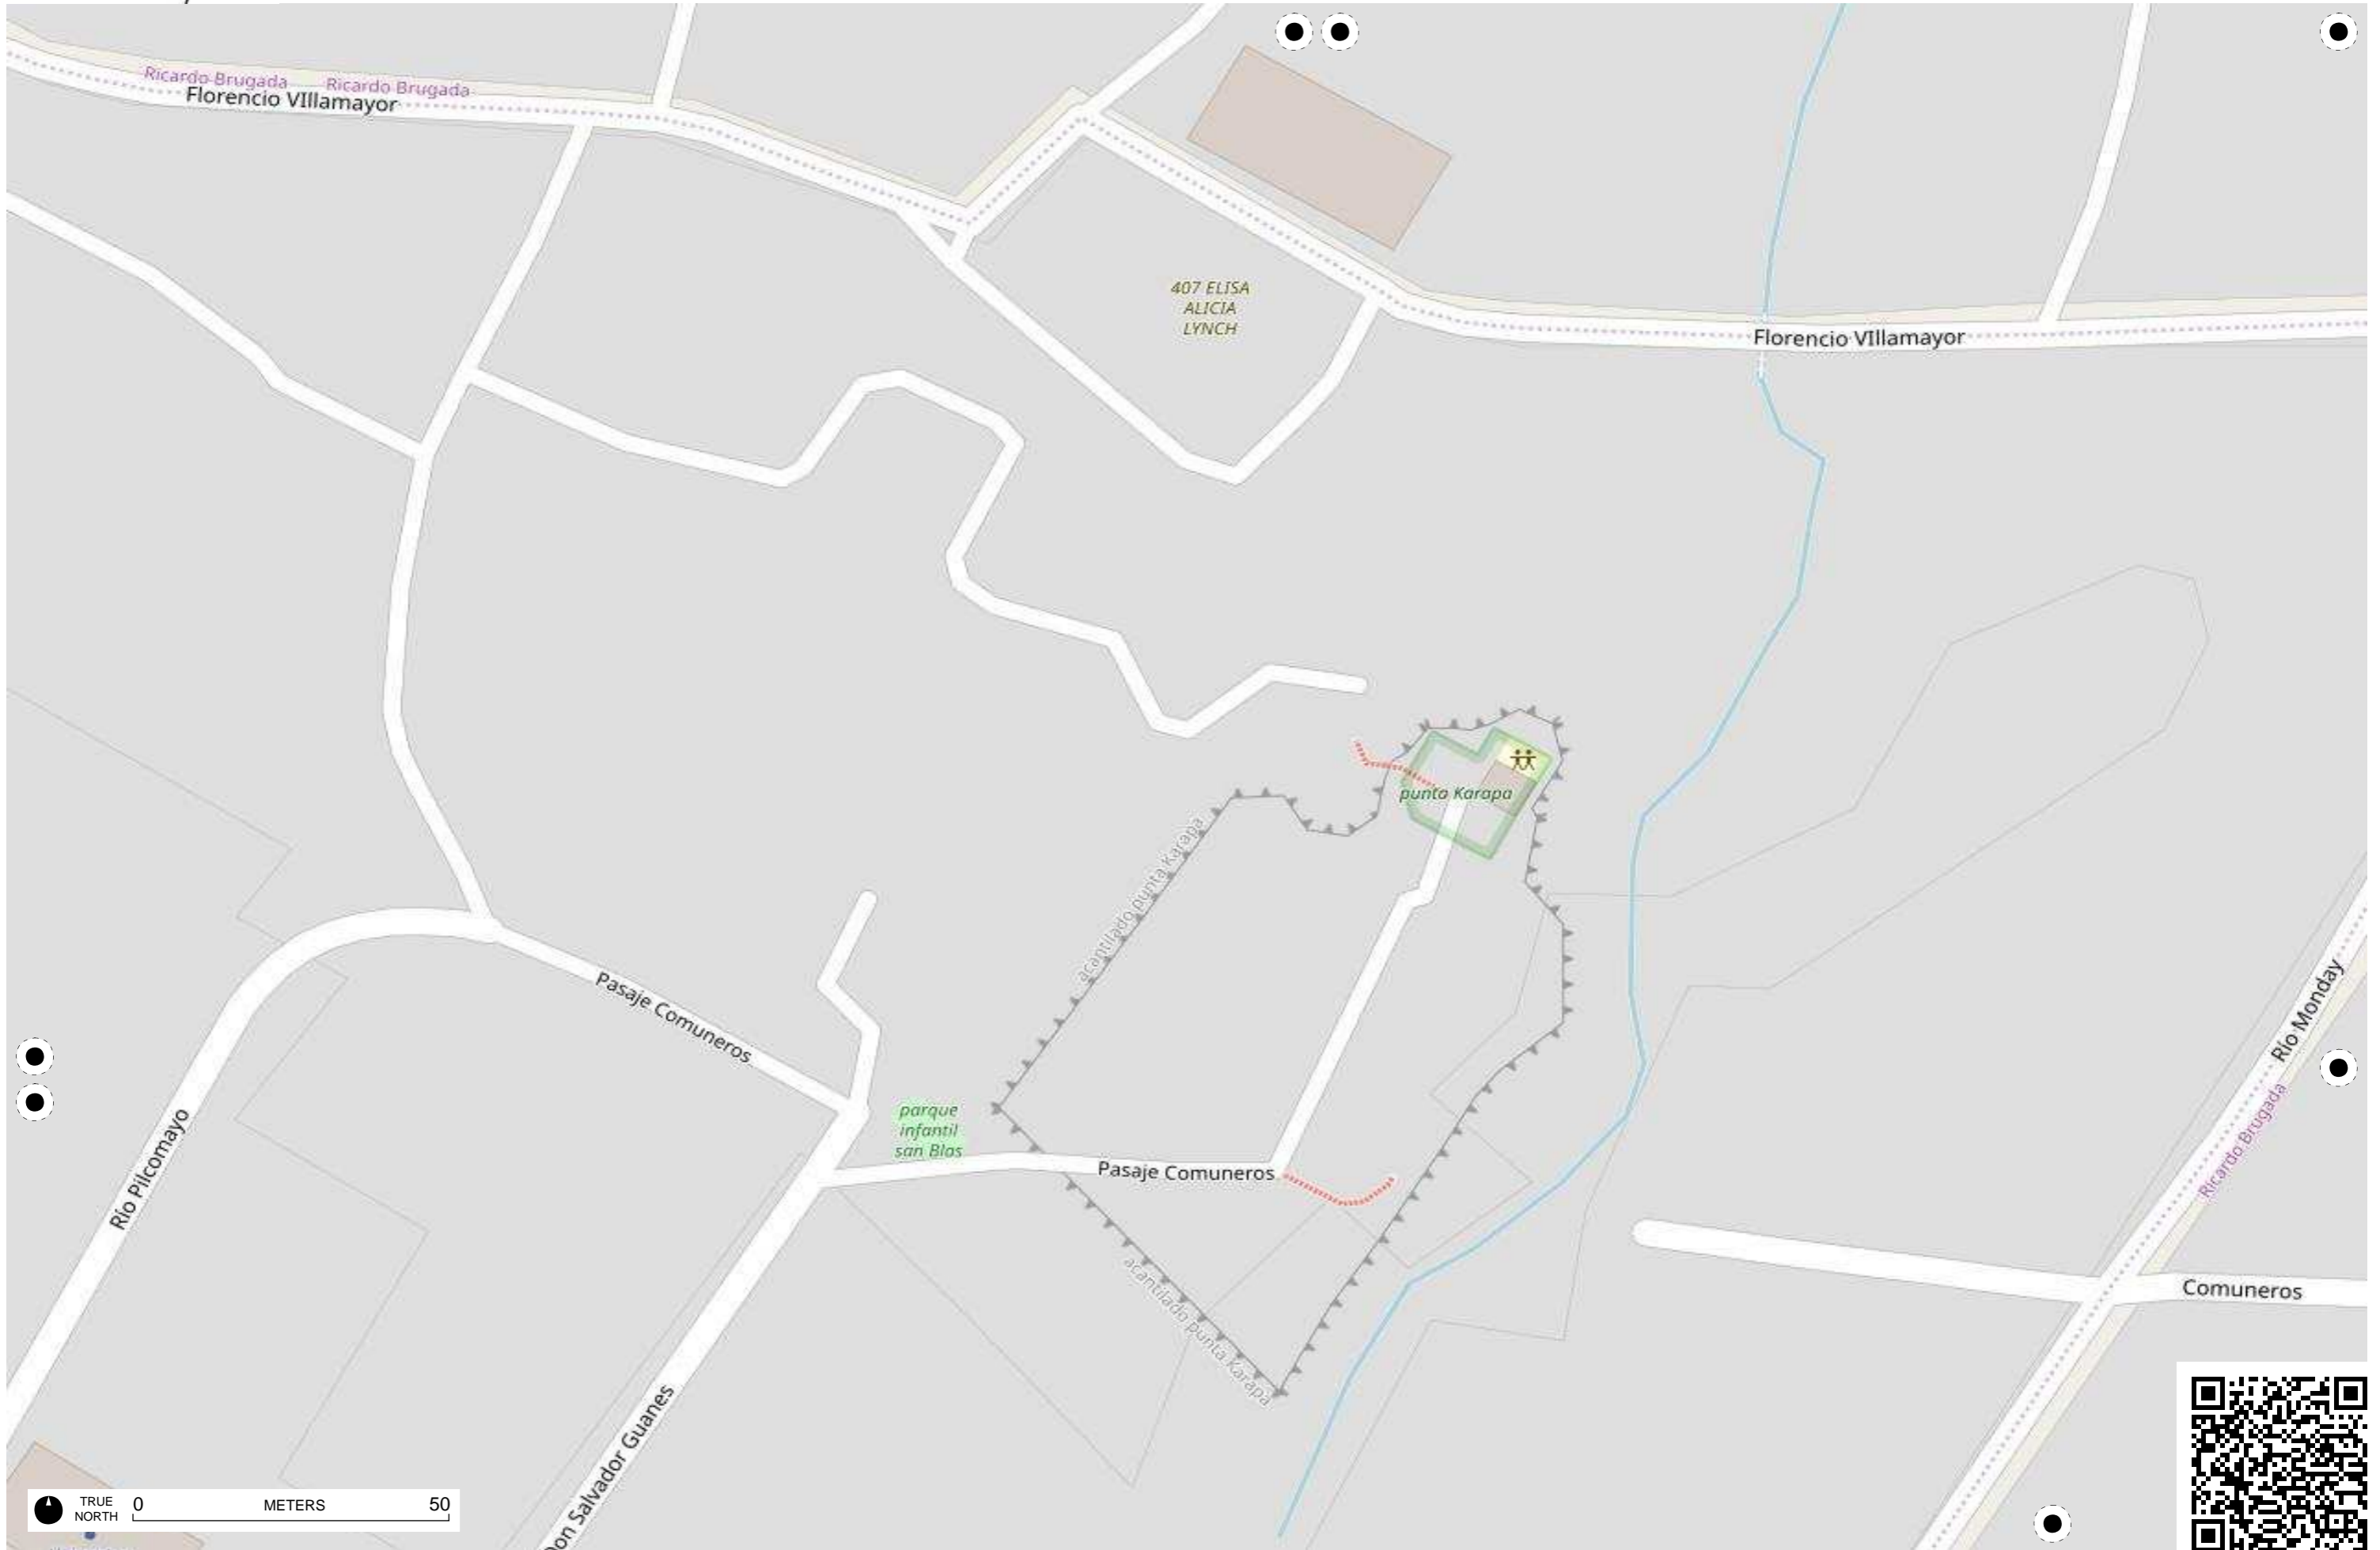 Ricardo Brugada
Ricardo Brugada
Florencio VIllamayor
407 ELISA
ALICIA
LYNCH
Florencio VIllamayor
punta Karapa
acantilado punta Karapa
Pasaje Comuneros
Río Monday
parque
infantil
san Blas
Pasaje Comuneros
Río Pilcomayo
Ricardo Brugada
acantilado punta Karapa
Comuneros
Don Salvador Guanes
TRUE
NORTH
0
METERS
50